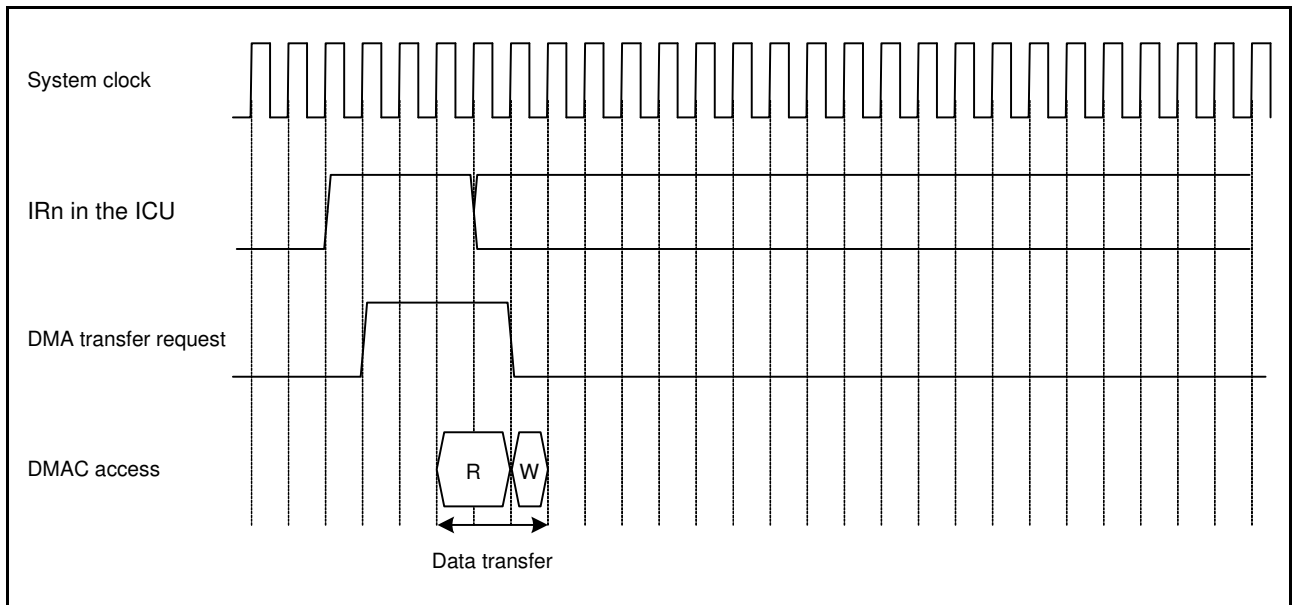 System clock
IRn in the ICU
DMA transfer request
DMAC access
R
W
Data transfer